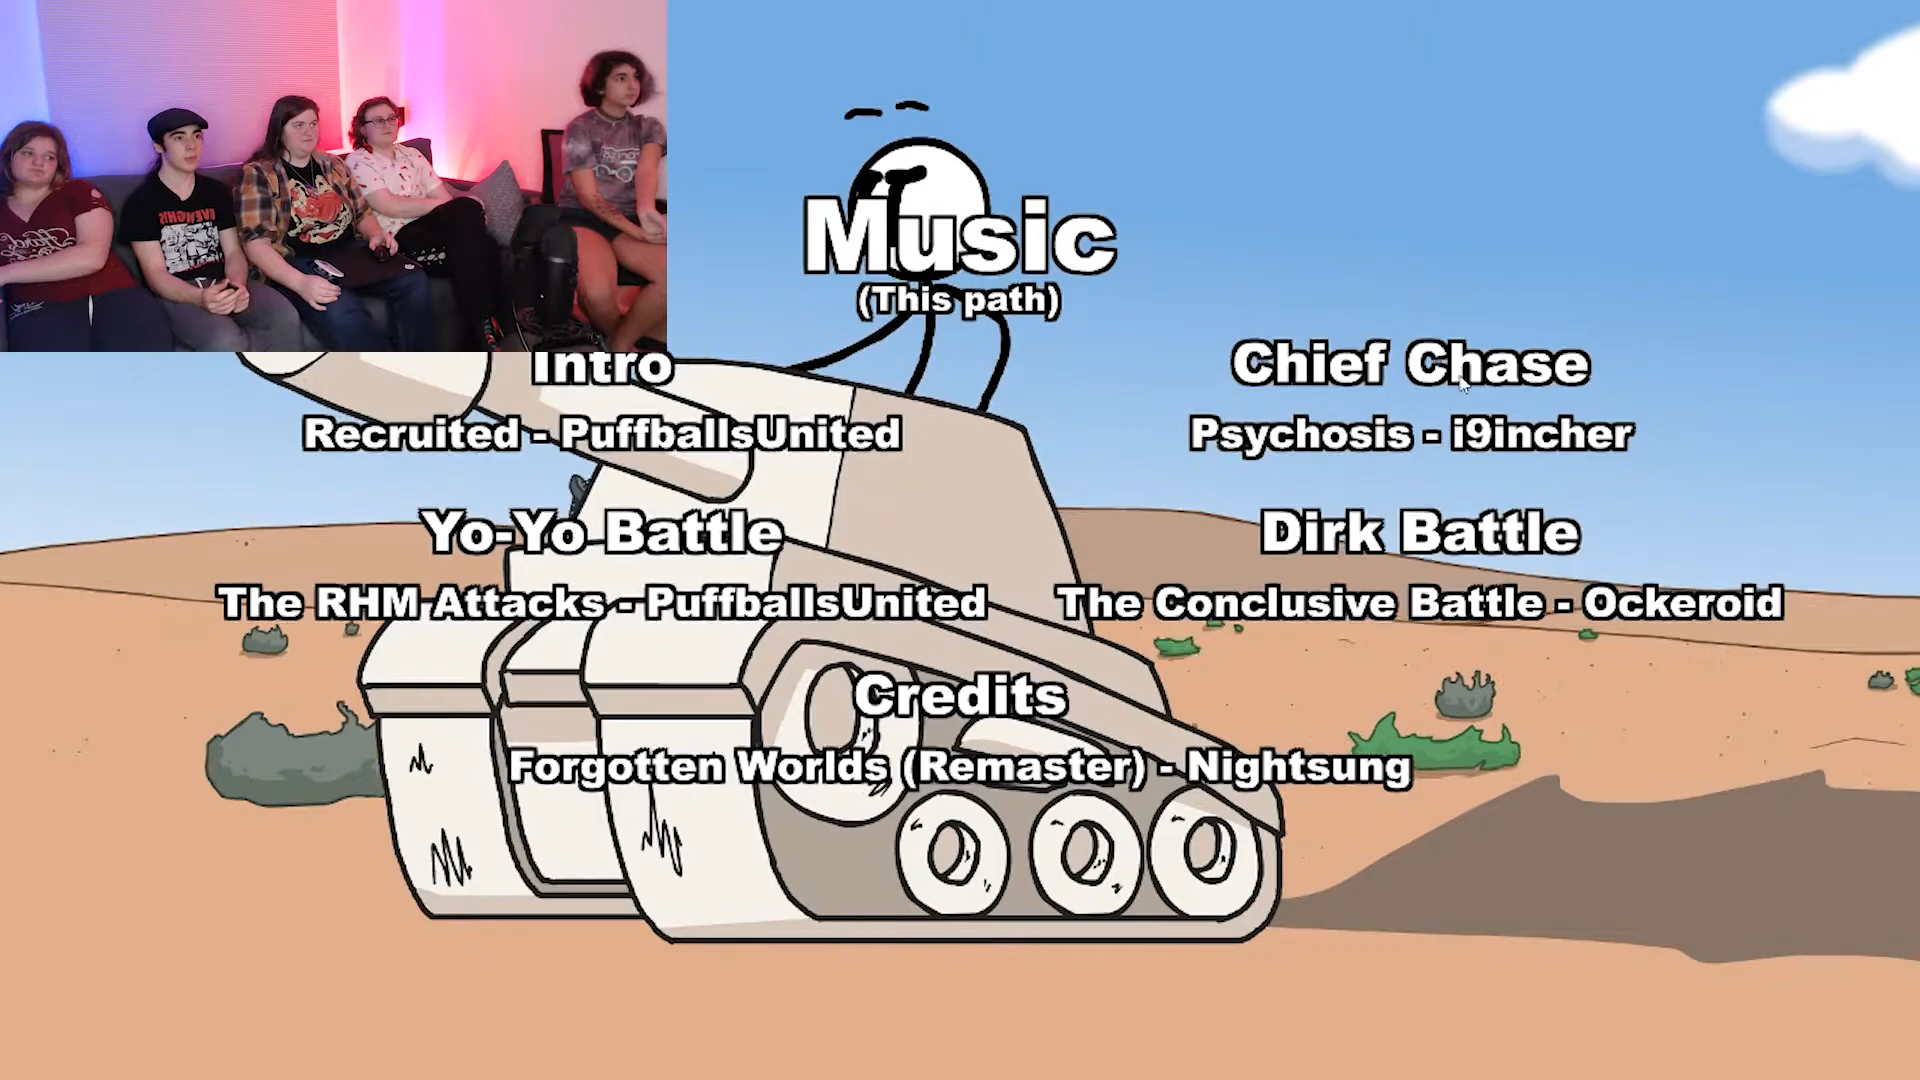 Music
(This path)
Intro
Recruited - PuffballsUnited
Chief Chase
Psychosis - i9incher
Yo-Yo Battle
The RHM Attacks - PuffballsUnited
Dirk Battle
The Conclusive Battle - Ockeroid
Credits
Forgotten Worlds (Remaster) - Nightsung